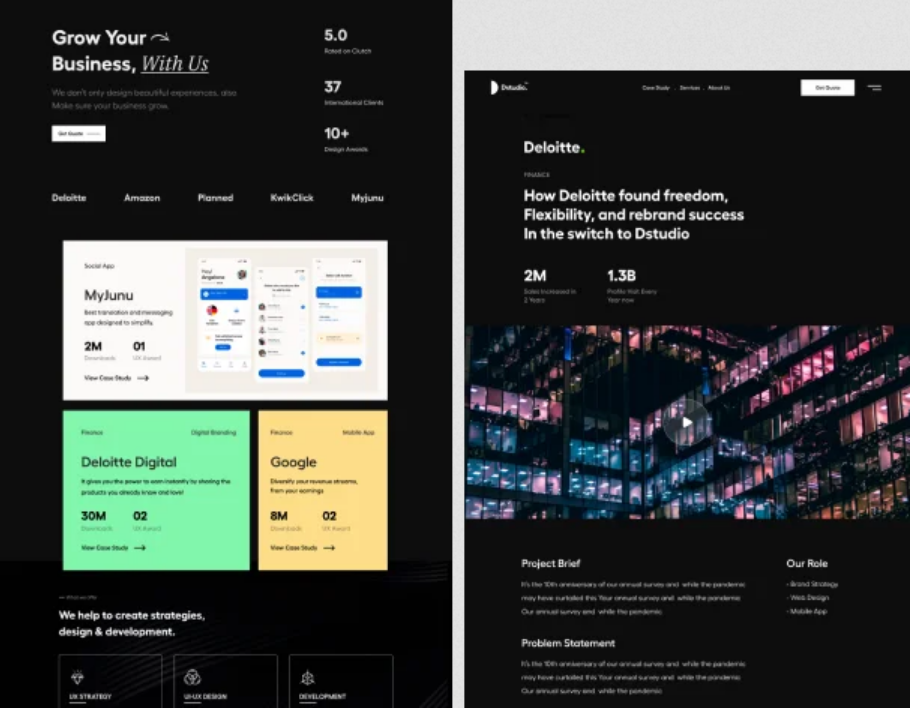 Grow Your
Business, With Us
We don't only design beautiful experiences, also
Make sure your business grow.
Get Quote
5.0
Rated on Clutch
37
International Clients
10+
Design Awards
Deloitte
Amazon
Planned
KwikClick
Myjunu
Social App
MyJunu
Best translation and messaging
app designed to simplify.
2M
Downloads
01
UX Award
View Case Study
Finance
Digital Branding
Deloitte Digital
It gives you the power to earn instantly by sharing the
products you already know and love!
30M
Downloads
02
UX Award
View Case Study
Finance
Mobile App
Google
Diversify your revenue streams,
from your earnings
8M
Downloads
02
UX Award
View Case Study
We help to create strategies,
design & development.
UX STRATEGY
UI-UX DESIGN
DEVELOPMENT
Dstudio.
Case Study . Services . About Us
Get Quote
Deloitte.
FINANCE
How Deloitte found freedom,
Flexibility, and rebrand success
In the switch to Dstudio
2M
Sales Increased in
2 Years
1.3B
Profile Visit Every
Year now
Project Brief
It's the 10th anniversary of our annual survey and while the pandemic
may have curtailed this Your annual survey and while the pandemic
Our annual survey and while the pandemic
Our Role
- Brand Strategy
- Web Design
- Mobile App
Problem Statement
It's the 10th anniversary of our annual survey and while the pandemic
may have curtailed this Your annual survey and while the pandemic
Our annual survey and while the pandemic